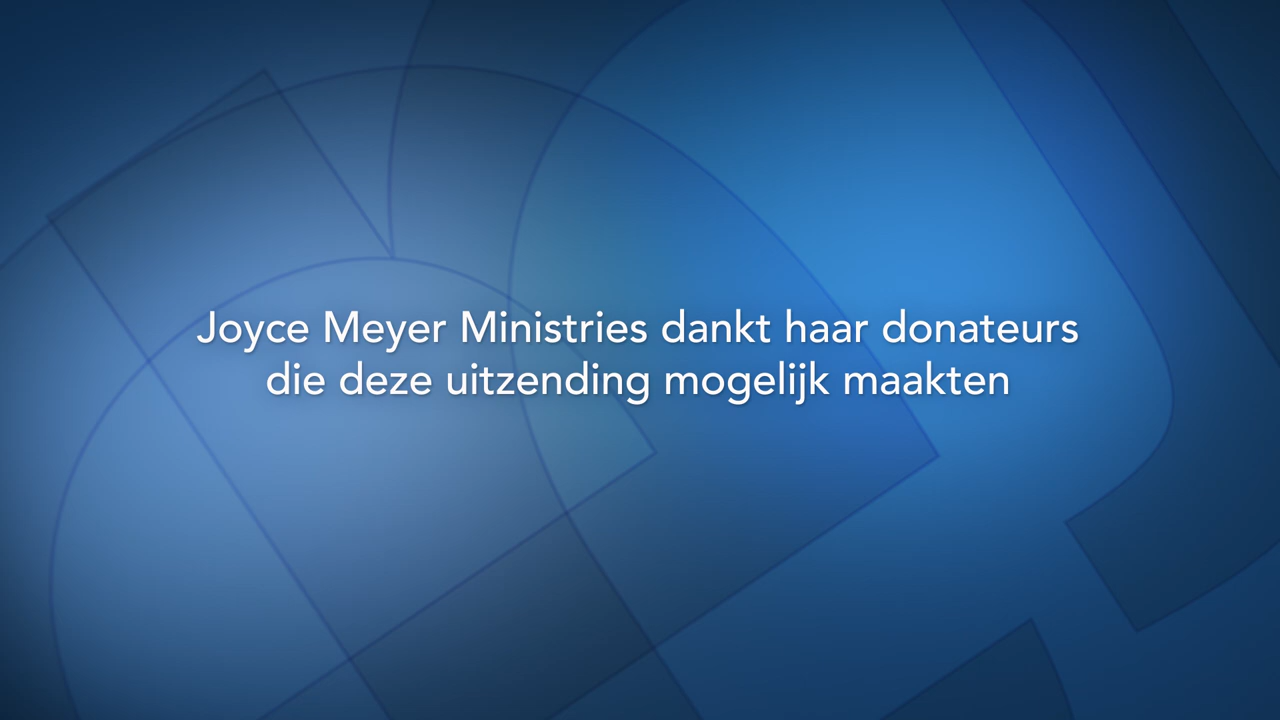 Joyce Meyer Ministries dankt haar donateurs
die deze uitzending mogelijk maakten